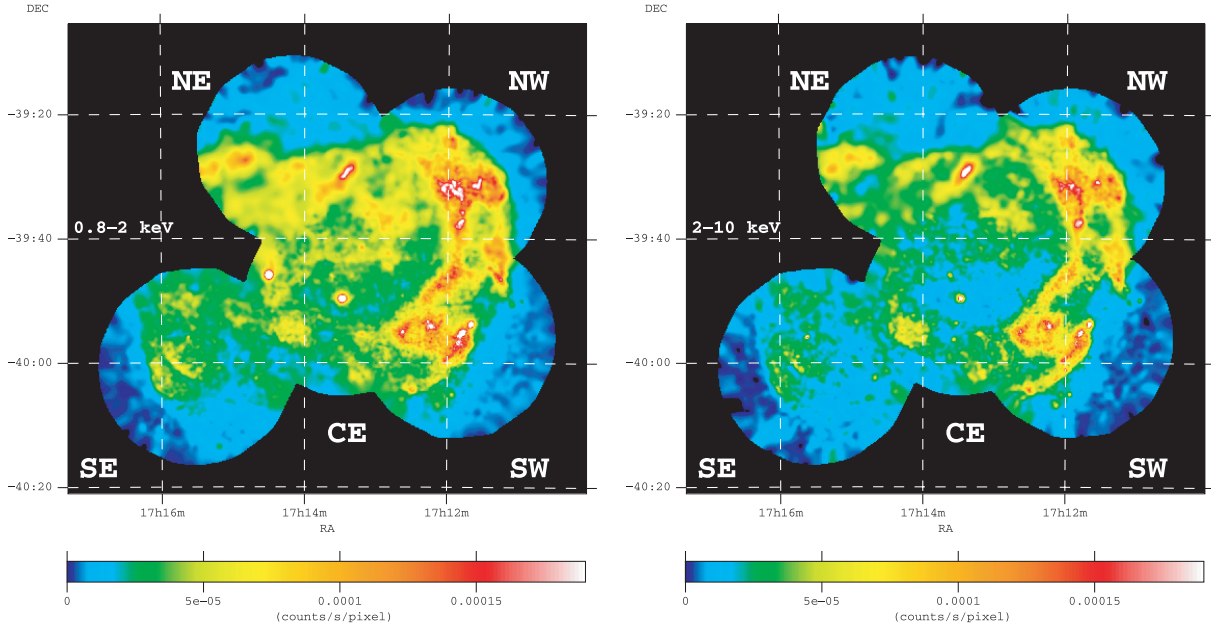 DEC
NE
NW
-39:20
0.8-2 keV
-39:40
-40:00
CE
SE
SW
-40:20
17h16m
17h14m
17h12m
RA
0
5e-05
0.0001
0.00015
(counts/s/pixel)
DEC
NE
NW
-39:20
2-10 keV
-39:40
-40:00
CE
SE
SW
-40:20
17h16m
17h14m
17h12m
RA
0
5e-05
0.0001
0.00015
(counts/s/pixel)